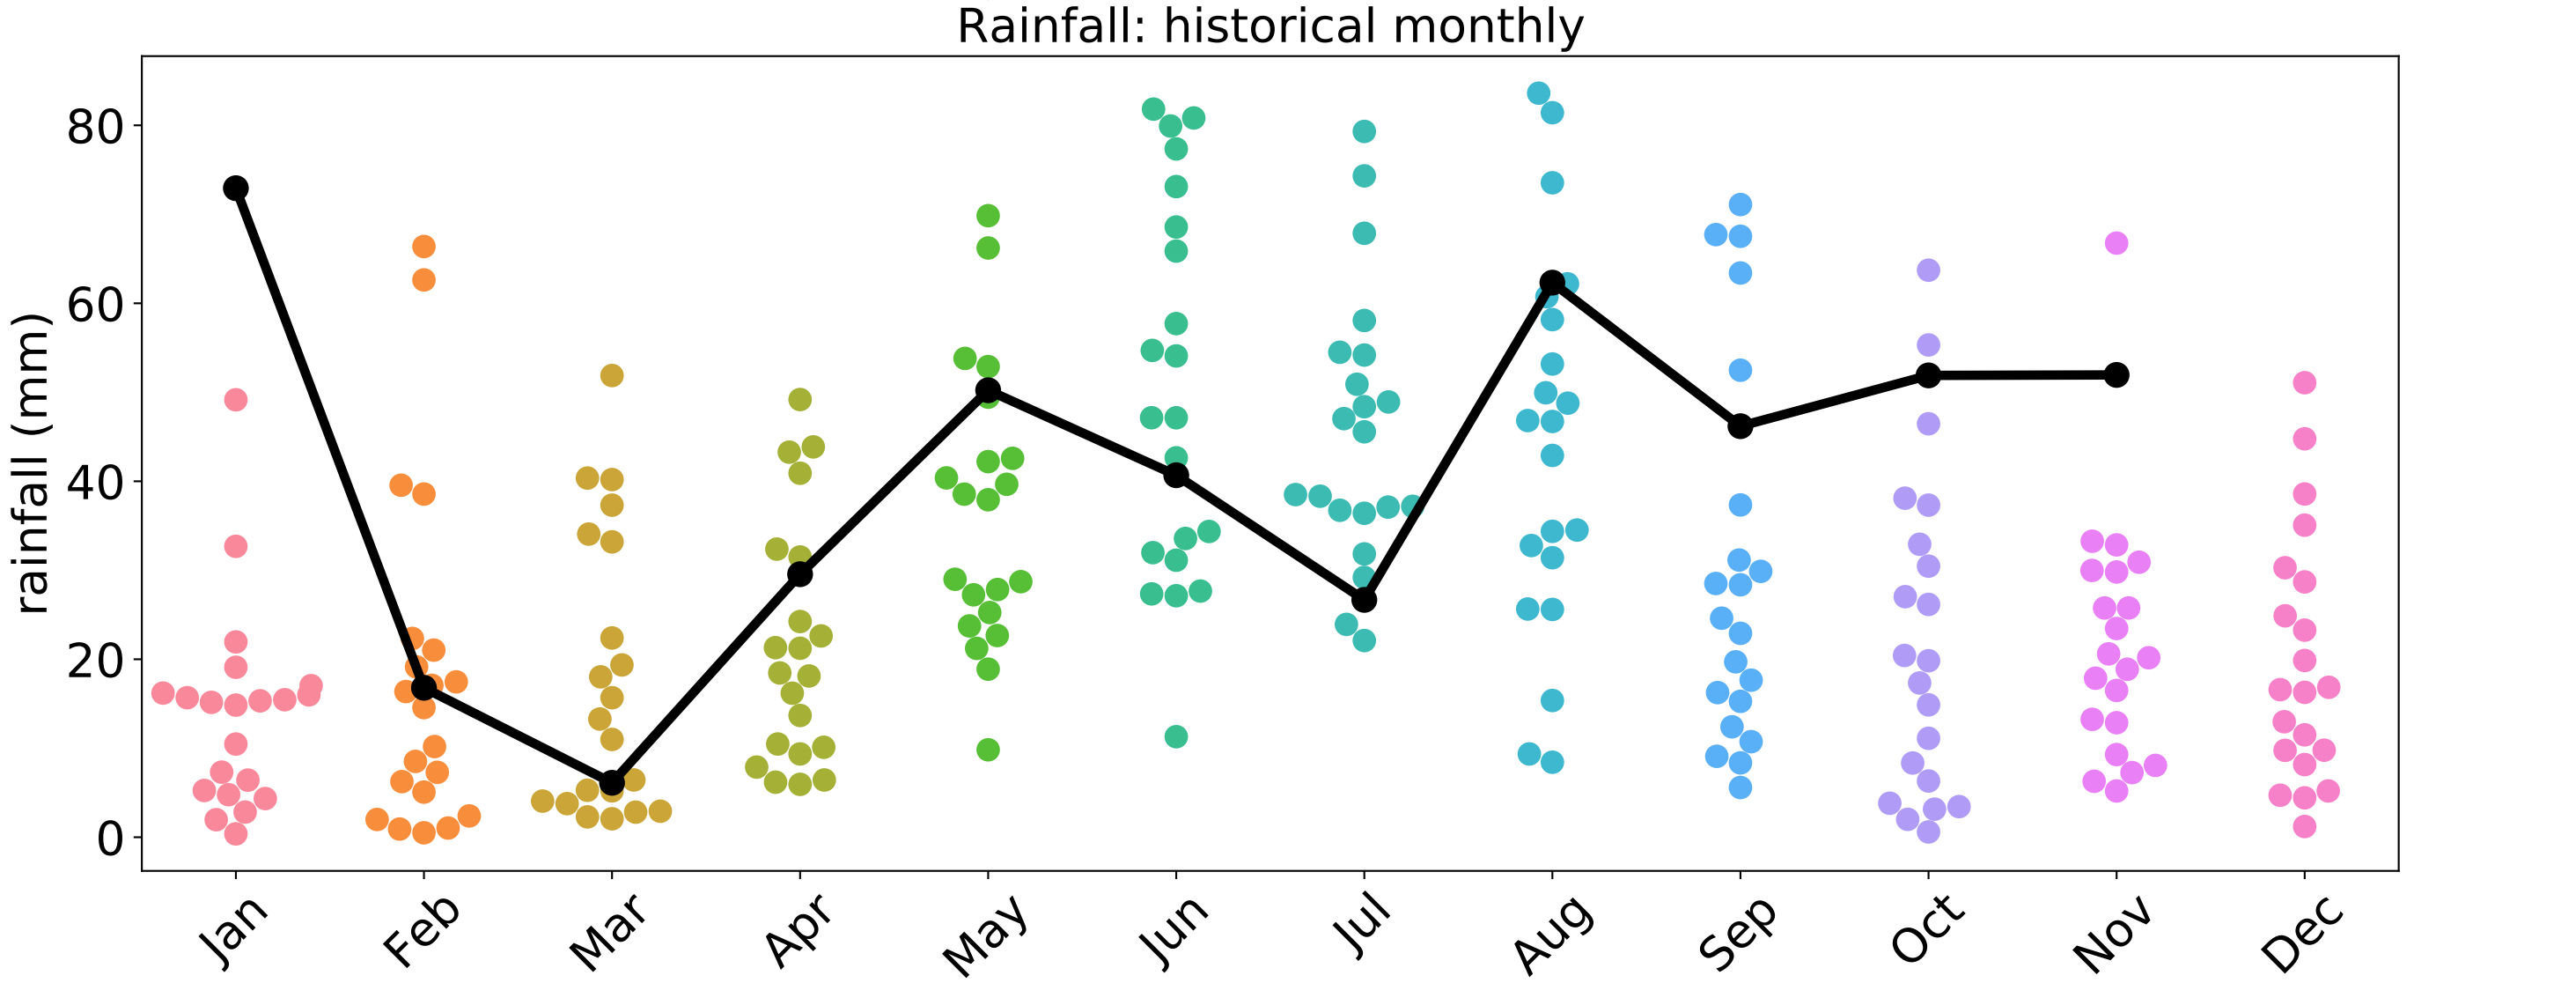 Rainfall: historical monthly
rainfall (mm)
80
60
40
20
0
Jan
Feb
Mar
Apr
May
Jun
Jul
Aug
Sep
Oct
Nov
Dec